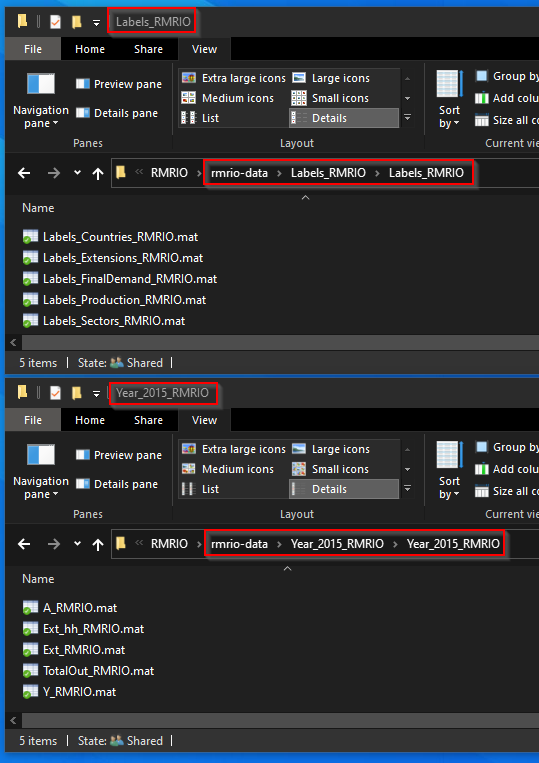 Labels_RMRIO
File Home Share View
Navigation pane
Preview pane
Details pane
Panes
Extra large icons Large icons
Medium icons Small icons
List Details
Layout
Sort by
Group by
Add colu
Size all co
Current vie
RMRIO rmrio-data Labels_RMRIO Labels_RMRIO
Name
Labels_Countries_RMRIO.mat
Labels_Extensions_RMRIO.mat
Labels_FinalDemand_RMRIO.mat
Labels_Production_RMRIO.mat
Labels_Sectors_RMRIO.mat
5 items State: Shared
Year_2015_RMRIO
File Home Share View
Navigation pane
Preview pane
Details pane
Panes
Extra large icons Large icons
Medium icons Small icons
List Details
Layout
Sort by
Group by
Add colu
Size all co
Current vie
RMRIO rmrio-data Year_2015_RMRIO Year_2015_RMRIO
Name
A_RMRIO.mat
Ext_hh_RMRIO.mat
Ext_RMRIO.mat
TotalOut_RMRIO.mat
Y_RMRIO.mat
5 items State: Shared